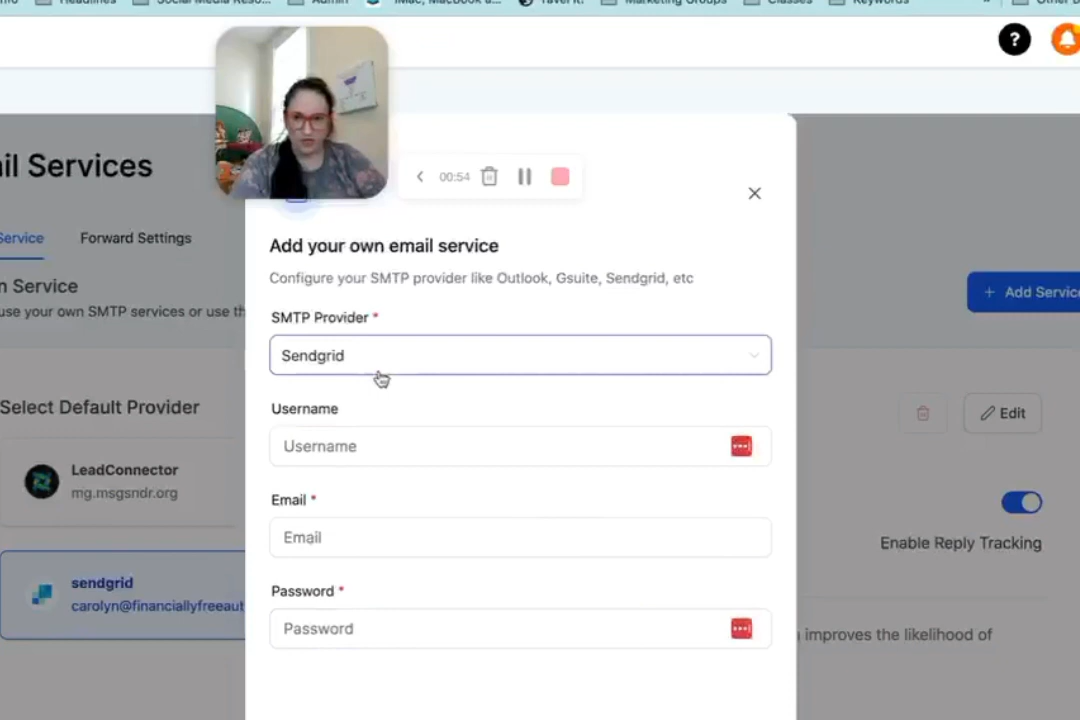 Headlines
Social Media Reso...
Admin
iMac, MacBook a...
Tavel it!
Marketing Groups
Classes
Keywords
»
?
il Services
00:54
Service
Forward Settings
Add your own email service
n Service
Configure your SMTP provider like Outlook, Gsuite, Sendgrid, etc
+ Add Service
use your own SMTP services or use th
SMTP Provider *
Sendgrid
Select Default Provider
Username
Edit
Username
LeadConnector
mg.msgsndr.org
Email *
Email
Enable Reply Tracking
sendgrid
Password *
carolyn@financiallyfreeaut
Password
improves the likelihood of